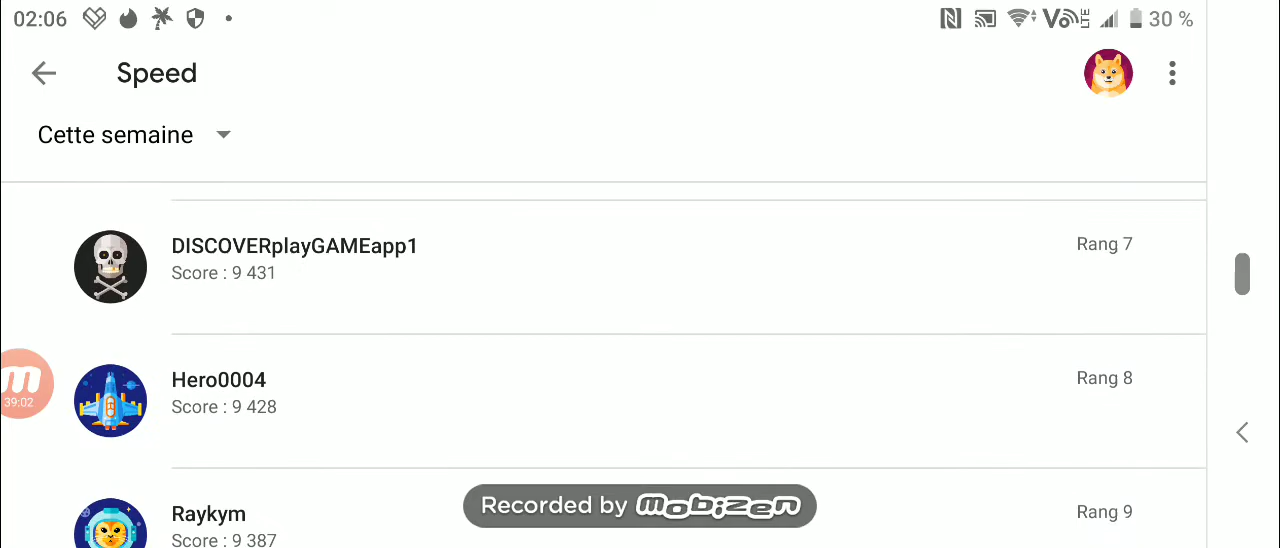 02:06
LTE 30 %
Speed
Cette semaine
DISCOVERplayGAMEapp1
Rang 7
Score : 9 431
Hero0004
Rang 8
Score : 9 428
m
39:02
Raykym
Rang 9
Score : 9 387
Recorded by mobizen